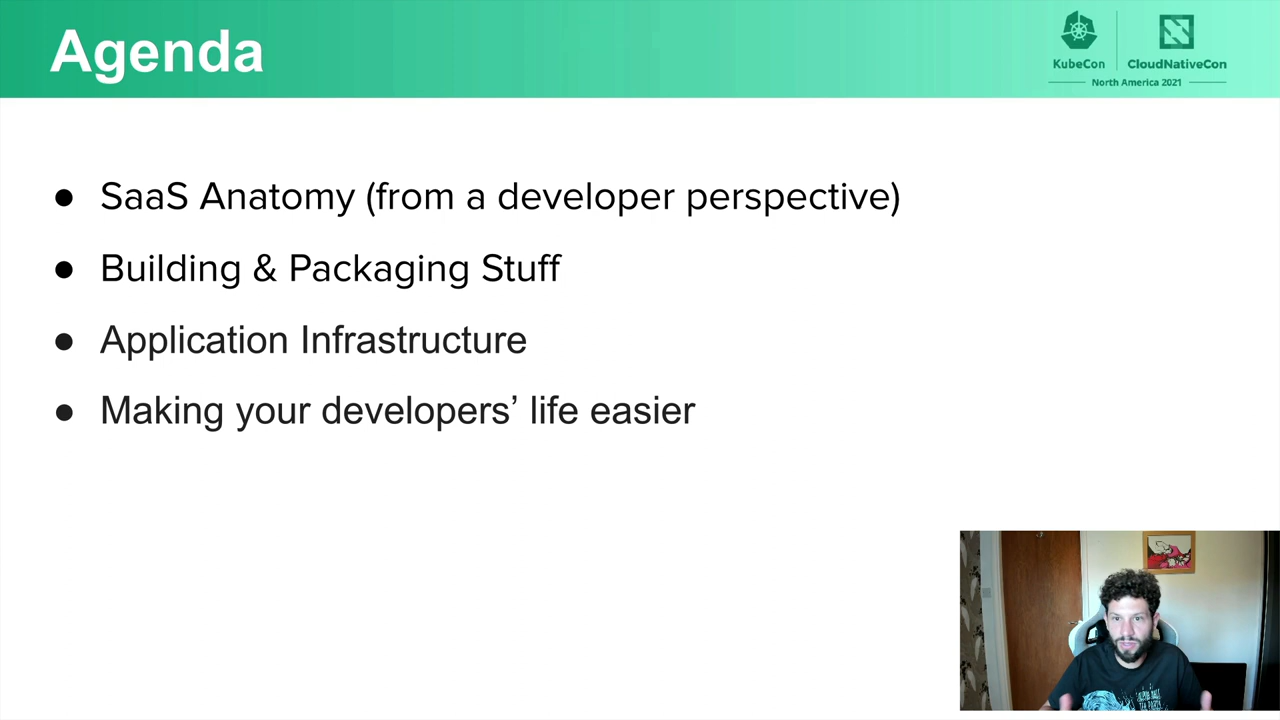 Agenda
KubeCon
CloudNativeCon
North America 2021
● SaaS Anatomy (from a developer perspective)
● Building & Packaging Stuff
● Application Infrastructure
● Making your developers’ life easier